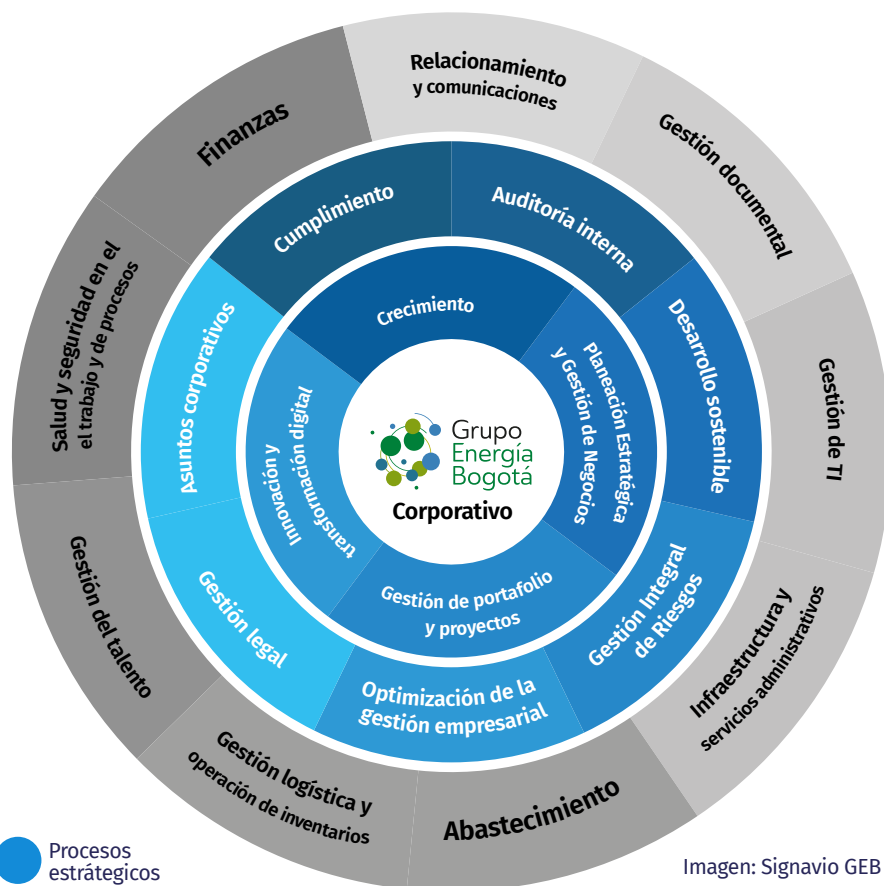 Relacionamiento
y comunicaciones
Gestión documental
Gestión de TI
Infraestructura y
servicios administrativos
Abastecimiento
Gestión logística y
operación de inventarios
Gestión del talento
Salud y seguridad en el
el trabajo y de procesos
Finanzas
Cumplimiento
Auditoría interna
Desarrollo sostenible
Gestión Integral
de Riesgos
Optimización de la
gestión empresarial
Gestión legal
Asuntos corporativos
Crecimiento
Planeación Estratégica
y Gestión de Negocios
Gestión de portafolio
y proyectos
Innovación y
transformación digital
Grupo
Energía
Bogotá
Corporativo
Procesos
estrátegicos
Imagen: Signavio GEB